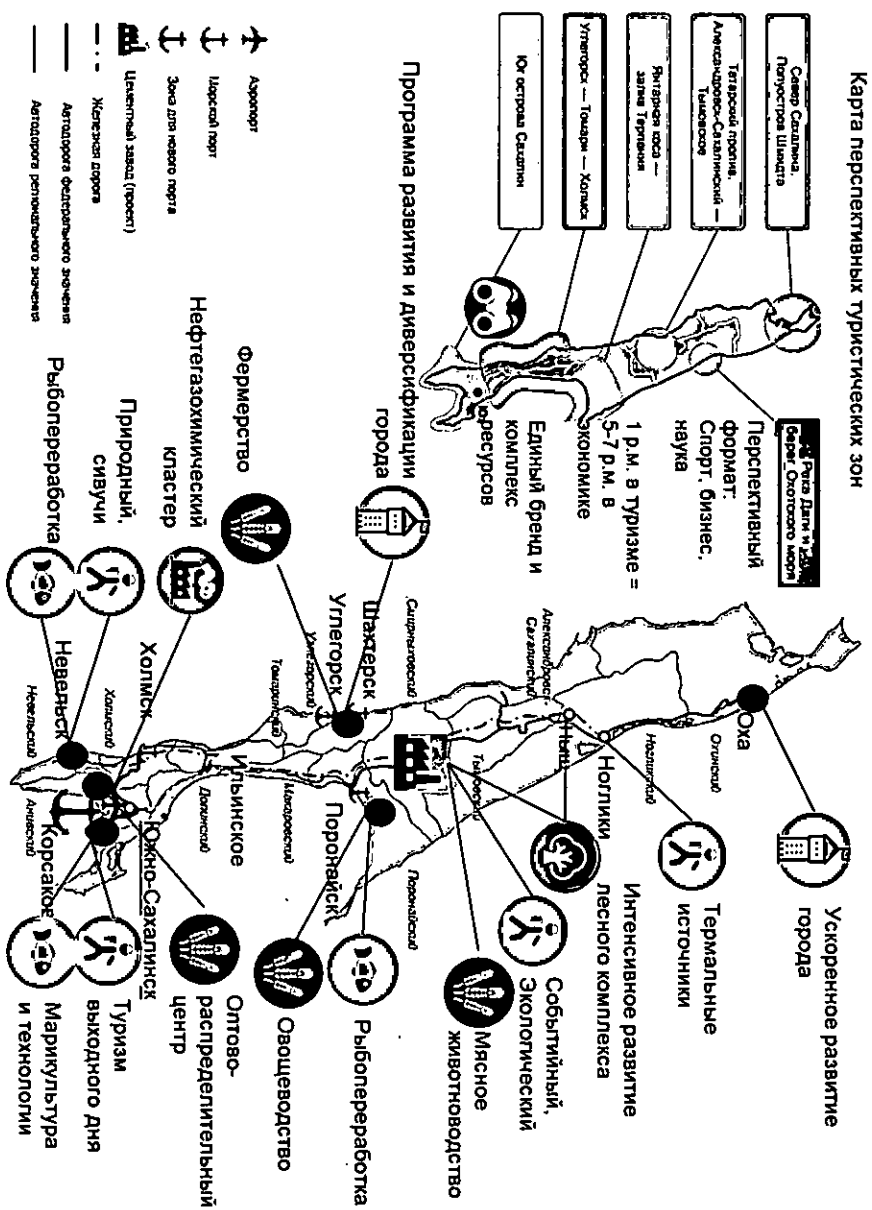 Карта перспективных туристических зон
Север Сахалина.
Полуостров Шмидта
Татарский пролив.
Александровск-Сахалинский —
Тымовское
Янтарная коса —
залив Терпения
Углегорск — Томари — Холмск
Юг острова Сахалин
Река Даги и
берег_Охотского моря
Перспективный
формат:
Спорт, бизнес,
наука
1 р.м. в туризме =
5-7 р.м. в
экономике
Единый бренд и
комплекс
ресурсов
Программа развития и диверсификации
города
Аэропорт
Морской порт
Зона для нового порта
Цементный завод (проект)
Железная дорога
Автодорога федерального значения
Автодорога регионального значения
Фермерство
Нефтегазохимический
кластер
Природный,
сивучи
Рыбопереработка
Оха
Охинский
Ногликский
Ноглики
Ныш
Александровск-
Сахалинский
Тымовский
Смирныховский
Шахтерск
Углегорск
Углегорский
Поронайский
Поронайск
Томаринский
Макаровский
Ильинское
Долинский
Холмск
Холмский
Невельск
Невельский
Южно-Сахалинск
Корсаков
Анивский
Ускоренное развитие
города
Термальные
источники
Интенсивное развитие
лесного комплекса
Событийный,
Экологический
Мясное
животноводство
Рыбопереработка
Овощеводство
Оптово-
распределительный
центр
Туризм
выходного дня
Марикультура
и технологии